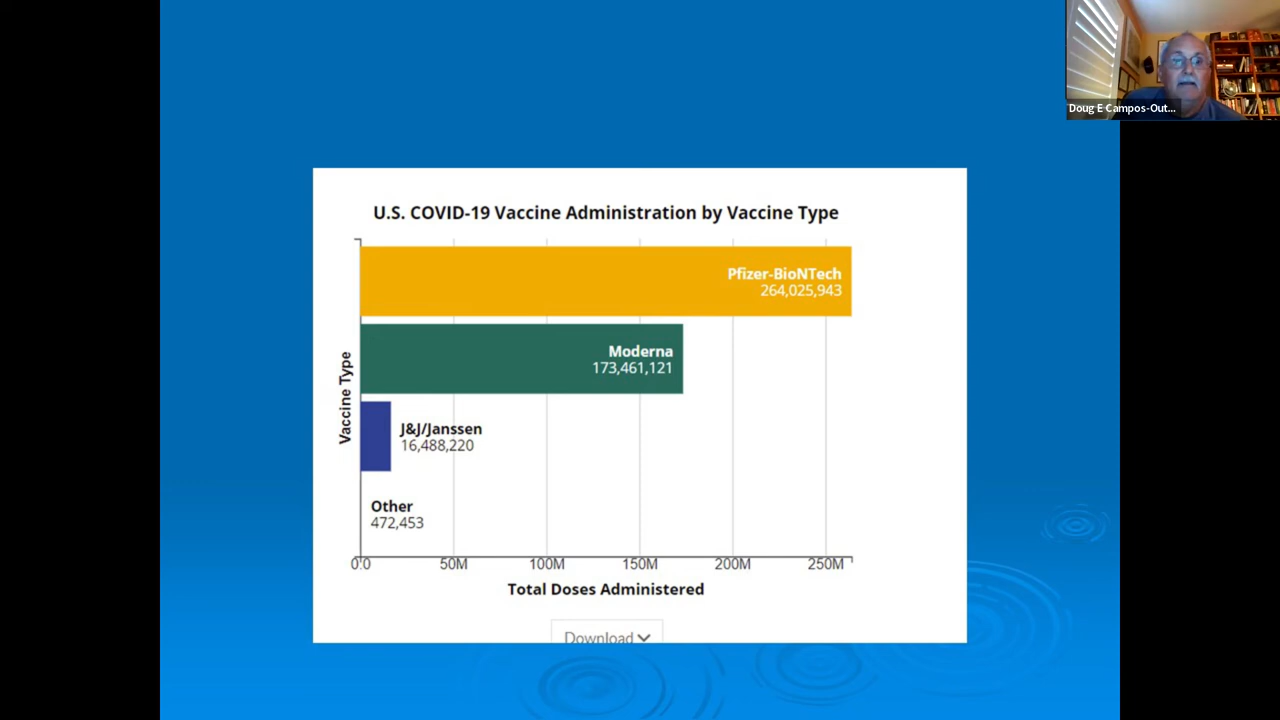 Doug E Campos-Out...
U.S. COVID-19 Vaccine Administration by Vaccine Type
Pfizer-BioNTech
264,025,943
Moderna
173,461,121
J&J/Janssen
16,488,220
Other
472,453
Vaccine Type
0.0 50M 100M 150M 200M 250M
Total Doses Administered
Download